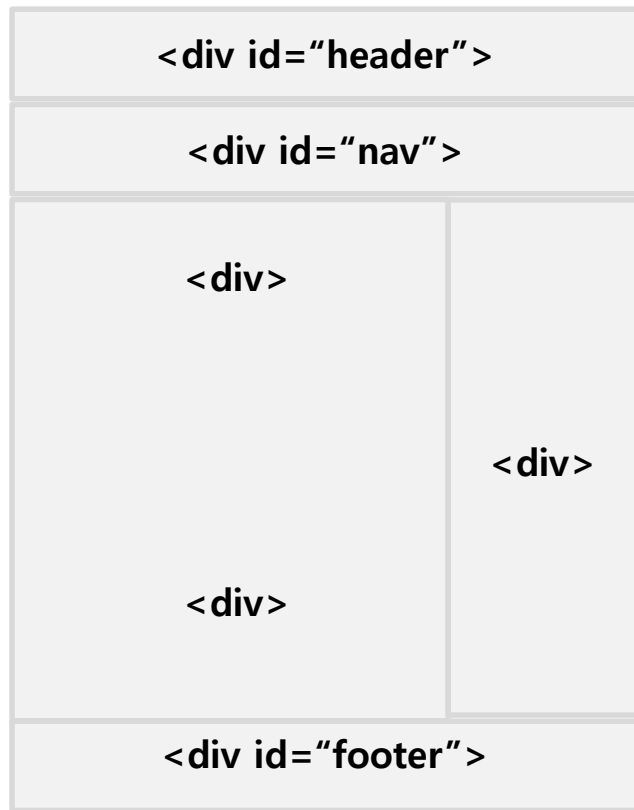 <div id=“header”>
<div id=“nav”>
<div>
<div>
<div>
<div id=“footer”>